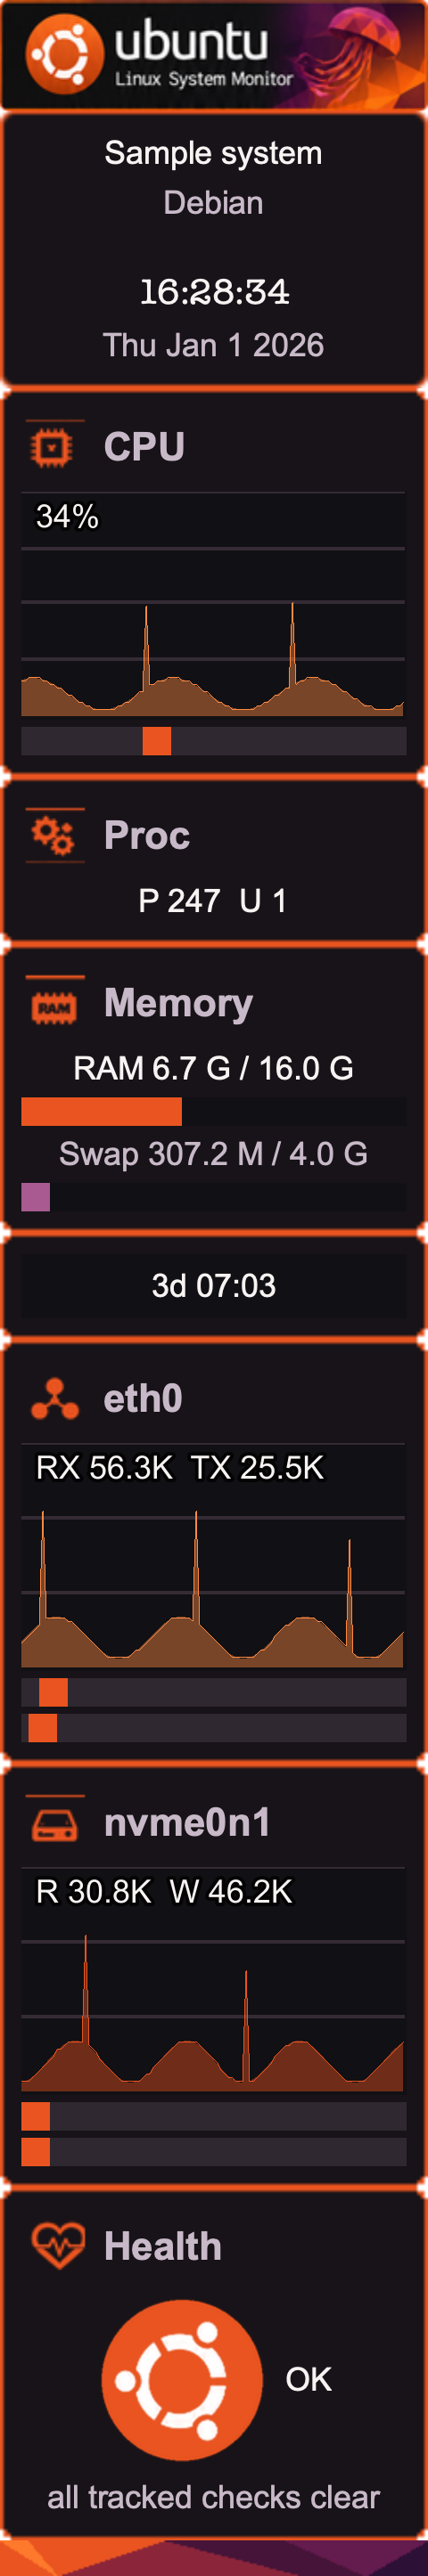 ubuntu
Linux System Monitor
Sample system
Debian
16:28:34
Thu Jan 1 2026
CPU
34%
Proc
P 247 U 1
RAM
Memory
RAM 6.7 G / 16.0 G
Swap 307.2 M / 4.0 G
3d 07:03
eth0
RX 56.3K TX 25.5K
nvme0n1
R 30.8K W 46.2K
Health
OK
all tracked checks clear